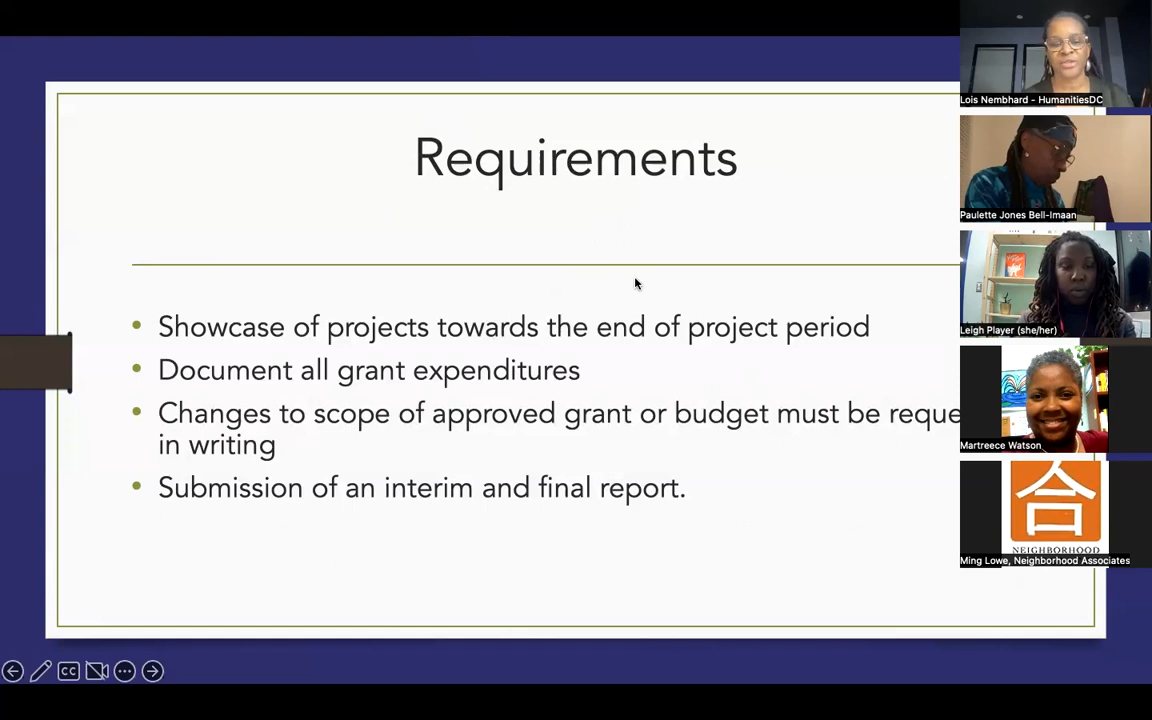 Requirements
Showcase of projects towards the end of project period
Document all grant expenditures
Changes to scope of approved grant or budget must be reque
in writing
Submission of an interim and final report.
Lois Nembhard - HumanitiesDC
Paulette Jones Bell-Imaan
Leigh Player (she/her)
Martreece Watson
合
NEIGHBORHOOD
Ming Lowe, Neighborhood Associates
CC